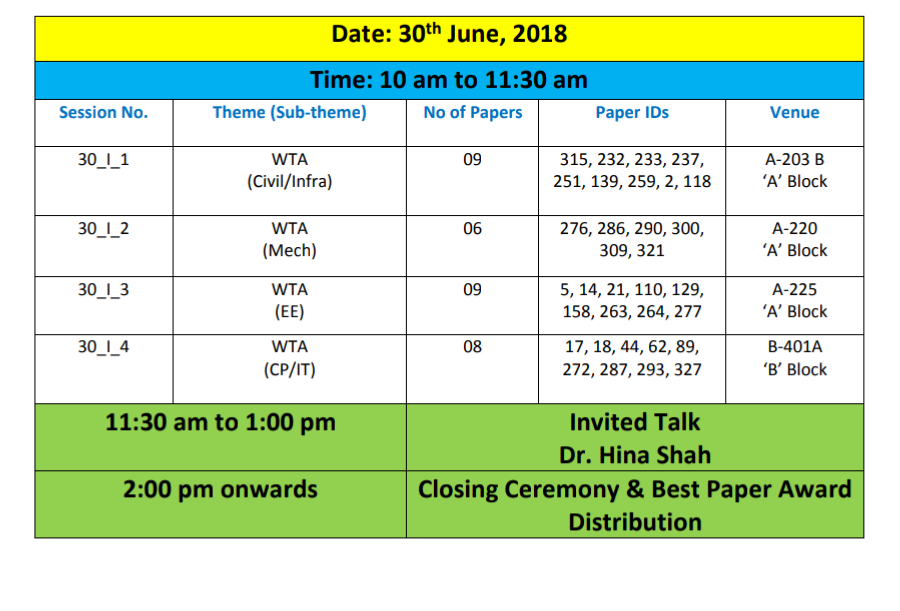 Date: 30th June, 2018
Time: 10 am to 11:30 am
Session No. Theme (Sub-theme) No of Papers Paper IDs Venue
30_I_1 WTA 09 315, 232, 233, 237, A-203 B
(Civil/Infra) 251, 139, 259, 2, 118 ‘A’ Block
30_I_2 WTA 06 276, 286, 290, 300, A-220
(Mech) 309, 321 ‘A’ Block
30_I_3 WTA 09 5, 14, 21, 110, 129, A-225
(EE) 158, 263, 264, 277 ‘A’ Block
30_I_4 WTA 08 17, 18, 44, 62, 89, B-401A
(CP/IT) 272, 287, 293, 327 ‘B’ Block
11:30 am to 1:00 pm Invited Talk
Dr. Hina Shah
2:00 pm onwards Closing Ceremony & Best Paper Award
Distribution